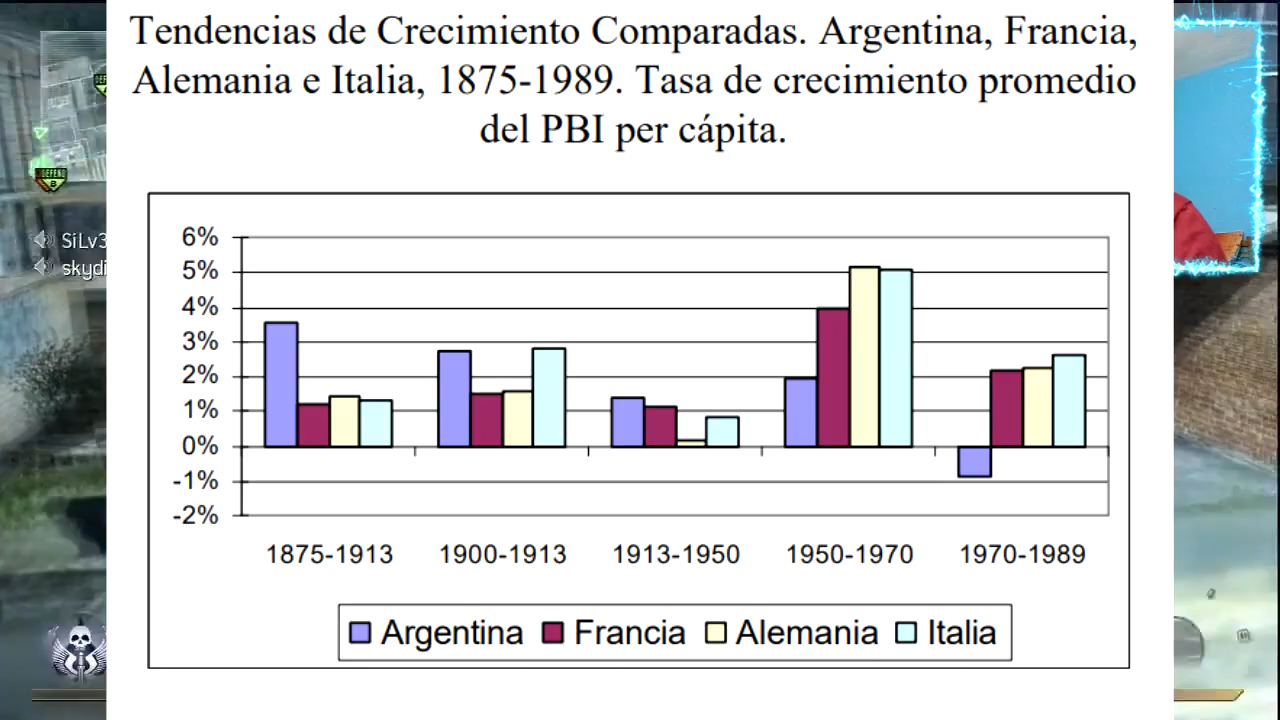 Tendencias de Crecimiento Comparadas. Argentina, Francia,
Alemania e Italia, 1875-1989. Tasa de crecimiento promedio
del PBI per cápita.
DEFEND
B
SiLv3
skydi
6%
5%
4%
3%
2%
1%
0%
-1%
-2%
1875-1913 1900-1913 1913-1950 1950-1970 1970-1989
Argentina Francia Alemania Italia